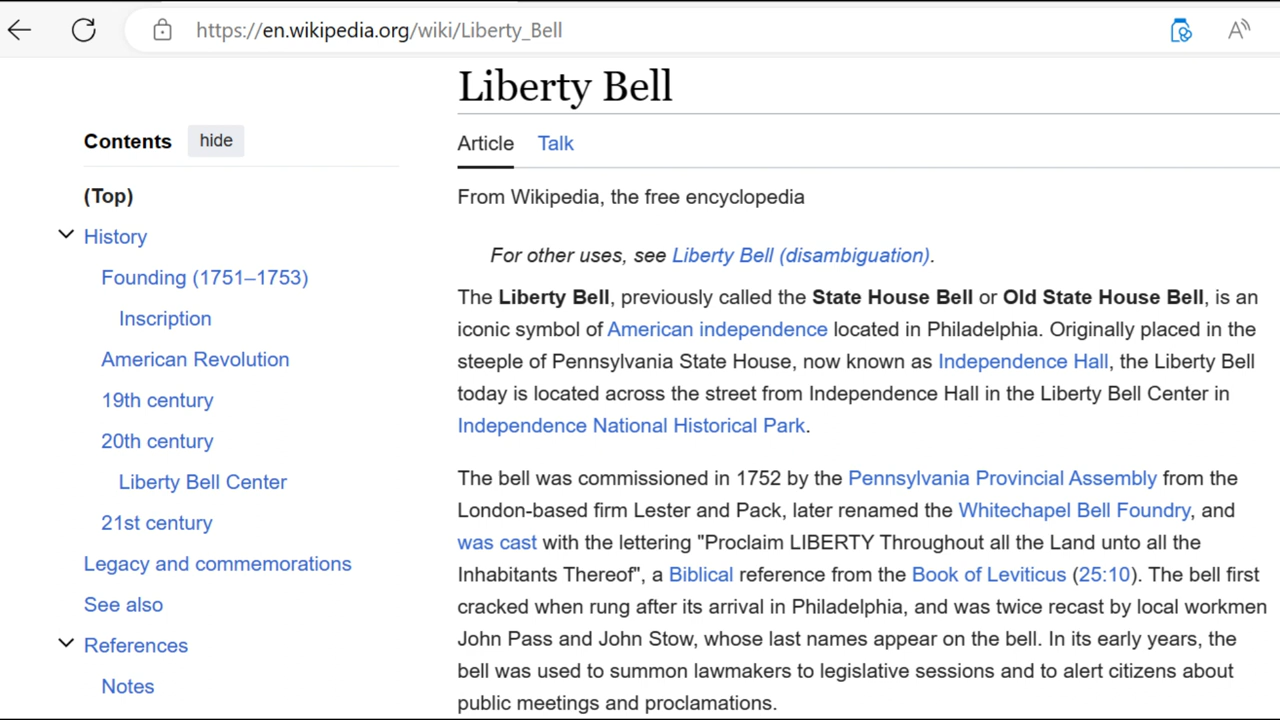 https://en.wikipedia.org/wiki/Liberty_Bell
Liberty Bell
Contents hide
Article Talk
(Top)
From Wikipedia, the free encyclopedia
History
Founding (1751–1753)
Inscription
American Revolution
19th century
20th century
Liberty Bell Center
21st century
Legacy and commemorations
See also
References
Notes
For other uses, see Liberty Bell (disambiguation).
The Liberty Bell, previously called the State House Bell or Old State House Bell, is an
iconic symbol of American independence located in Philadelphia. Originally placed in the
steeple of Pennsylvania State House, now known as Independence Hall, the Liberty Bell
today is located across the street from Independence Hall in the Liberty Bell Center in
Independence National Historical Park.
The bell was commissioned in 1752 by the Pennsylvania Provincial Assembly from the
London-based firm Lester and Pack, later renamed the Whitechapel Bell Foundry, and
was cast with the lettering "Proclaim LIBERTY Throughout all the Land unto all the
Inhabitants Thereof", a Biblical reference from the Book of Leviticus (25:10). The bell first
cracked when rung after its arrival in Philadelphia, and was twice recast by local workmen
John Pass and John Stow, whose last names appear on the bell. In its early years, the
bell was used to summon lawmakers to legislative sessions and to alert citizens about
public meetings and proclamations.